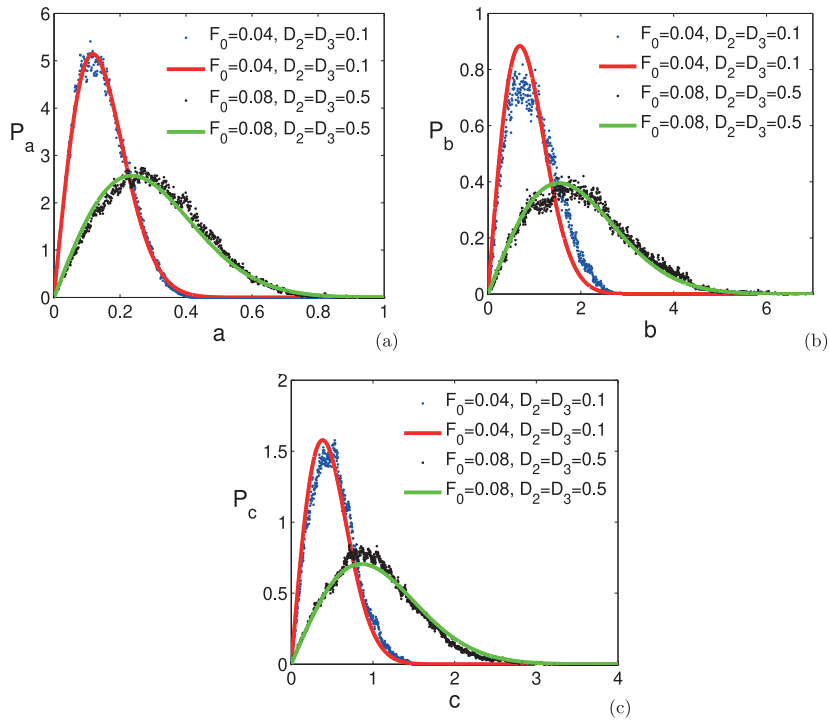 F₀=0.04, D₂=D₃=0.1
F₀=0.04, D₂=D₃=0.1
F₀=0.08, D₂=D₃=0.5
F₀=0.08, D₂=D₃=0.5
Pₐ
6
5
4
3
2
1
0
0 0.2 0.4 0.6 0.8 1
a
(a)
F₀=0.04, D₂=D₃=0.1
F₀=0.04, D₂=D₃=0.1
F₀=0.08, D₂=D₃=0.5
F₀=0.08, D₂=D₃=0.5
P_b
1
0.8
0.6
0.4
0.2
0
0 2 4 6
b
(b)
F₀=0.04, D₂=D₃=0.1
F₀=0.04, D₂=D₃=0.1
F₀=0.08, D₂=D₃=0.5
F₀=0.08, D₂=D₃=0.5
P_c
2
1.5
1
0.5
0
0 1 2 3 4
c
(c)